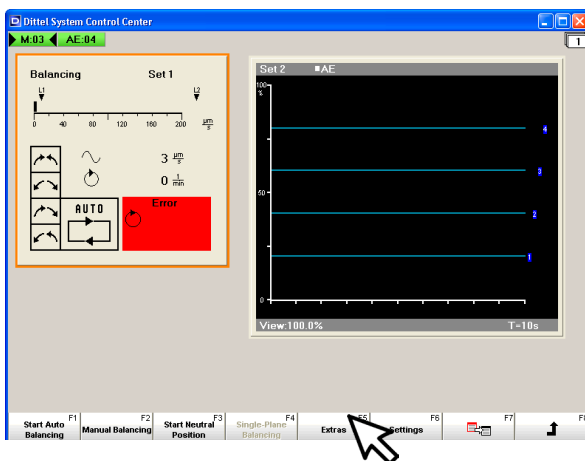 Dittel System Control Center
M:03 AE:04
1
Balancing Set 1
L1 L2
0 40 80 120 160 200 µm/s
3 µm/s
0 1/min
AUTO
Error
Set 2 AE
100
%
50
0
4
3
2
1
View:100.0% T=10s
F1 F2 F3 F4 F5 F6 F7 F8
Start Auto Balancing
Manual Balancing
Start Neutral Position
Single-Plane Balancing
Extras
Settings